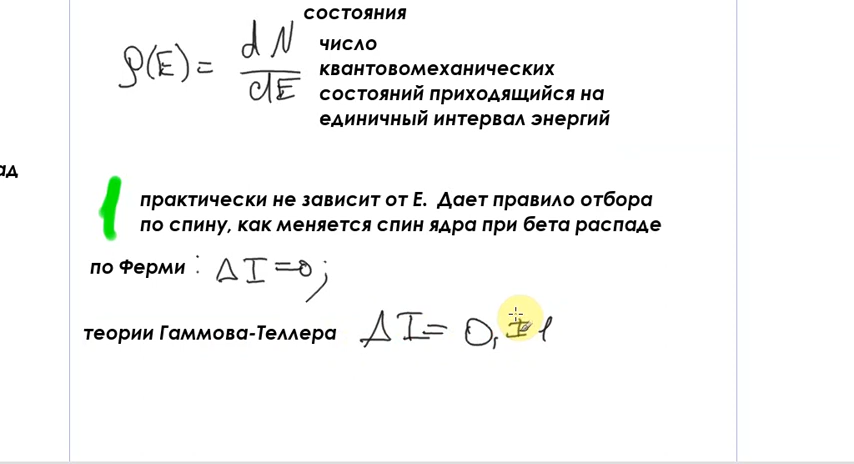 состояния
ρ(E) = dN/dE
число
квантовомеханических
состояний приходящийся на
единичный интервал энергий
ад
1 практически не зависит от Е. Дает правило отбора
по спину, как меняется спин ядра при бета распаде
по Ферми : ΔI=0;
теории Гаммова-Теллера ΔI= 0, ±1